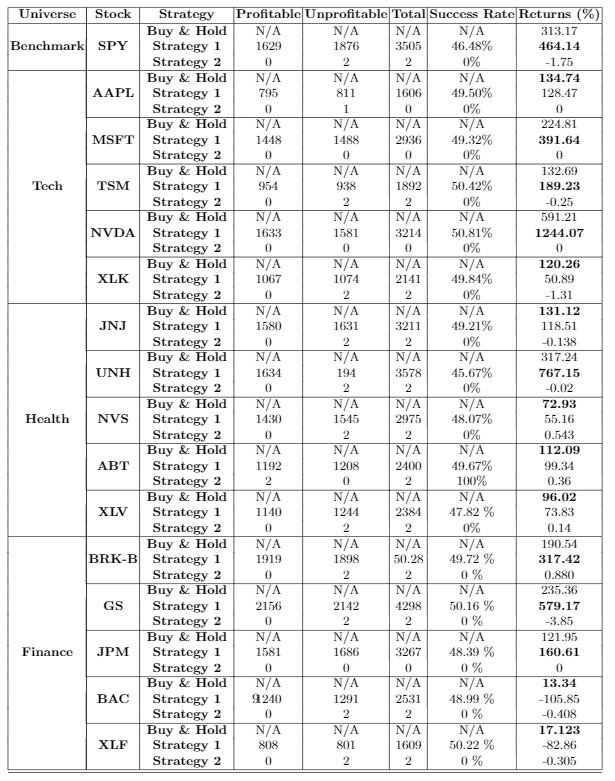 Universe Stock Strategy Profitable Unprofitable Total Success Rate Returns (%)
Buy & Hold N/A N/A N/A N/A 313.17
Benchmark SPY Strategy 1 1629 1876 3505 46.48% 464.14
Strategy 2 0 2 2 0% -1.75
Buy & Hold N/A N/A N/A N/A 134.74
AAPL Strategy 1 795 811 1606 49.50% 128.47
Strategy 2 0 1 0 0% 0
Buy & Hold N/A N/A N/A N/A 224.81
MSFT Strategy 1 1448 1488 2936 49.32% 391.64
Strategy 2 0 0 0 0% 0
Buy & Hold N/A N/A N/A N/A 132.69
Tech TSM Strategy 1 954 938 1892 50.42% 189.23
Strategy 2 0 2 2 0% -0.25
Buy & Hold N/A N/A N/A N/A 591.21
NVDA Strategy 1 1633 1581 3214 50.81% 1244.07
Strategy 2 0 0 0 0% 0
Buy & Hold N/A N/A N/A N/A 120.26
XLK Strategy 1 1067 1074 2141 49.84% 50.89
Strategy 2 0 2 2 0% -1.31
Buy & Hold N/A N/A N/A N/A 131.12
JNJ Strategy 1 1580 1631 3211 49.21% 118.51
Strategy 2 0 2 2 0% -0.138
Buy & Hold N/A N/A N/A N/A 317.24
UNH Strategy 1 1634 194 3578 45.67% 767.15
Strategy 2 0 2 2 0% -0.02
Buy & Hold N/A N/A N/A N/A 72.93
Health NVS Strategy 1 1430 1545 2975 48.07% 55.16
Strategy 2 0 2 2 0% 0.543
Buy & Hold N/A N/A N/A N/A 112.09
ABT Strategy 1 1192 1208 2400 49.67% 99.34
Strategy 2 2 0 2 100% 0.36
Buy & Hold N/A N/A N/A N/A 96.02
XLV Strategy 1 1140 1244 2384 47.82 % 73.83
Strategy 2 0 2 2 0% 0.14
Buy & Hold N/A N/A N/A N/A 190.54
BRK-B Strategy 1 1919 1898 50.28 49.72 % 317.42
Strategy 2 0 2 2 0 % 0.880
Buy & Hold N/A N/A N/A N/A 235.36
GS Strategy 1 2156 2142 4298 50.16 % 579.17
Strategy 2 0 2 2 0 % -3.85
Buy & Hold N/A N/A N/A N/A 121.95
Finance JPM Strategy 1 1581 1686 3267 48.39 % 160.61
Strategy 2 0 0 0 0 % 0
Buy & Hold N/A N/A N/A N/A 13.34
BAC Strategy 1 1240 1291 2531 48.99 % -105.85
Strategy 2 0 2 2 0 % -0.408
Buy & Hold N/A N/A N/A N/A 17.123
XLF Strategy 1 808 801 1609 50.22 % -82.86
Strategy 2 0 2 2 0 % -0.305